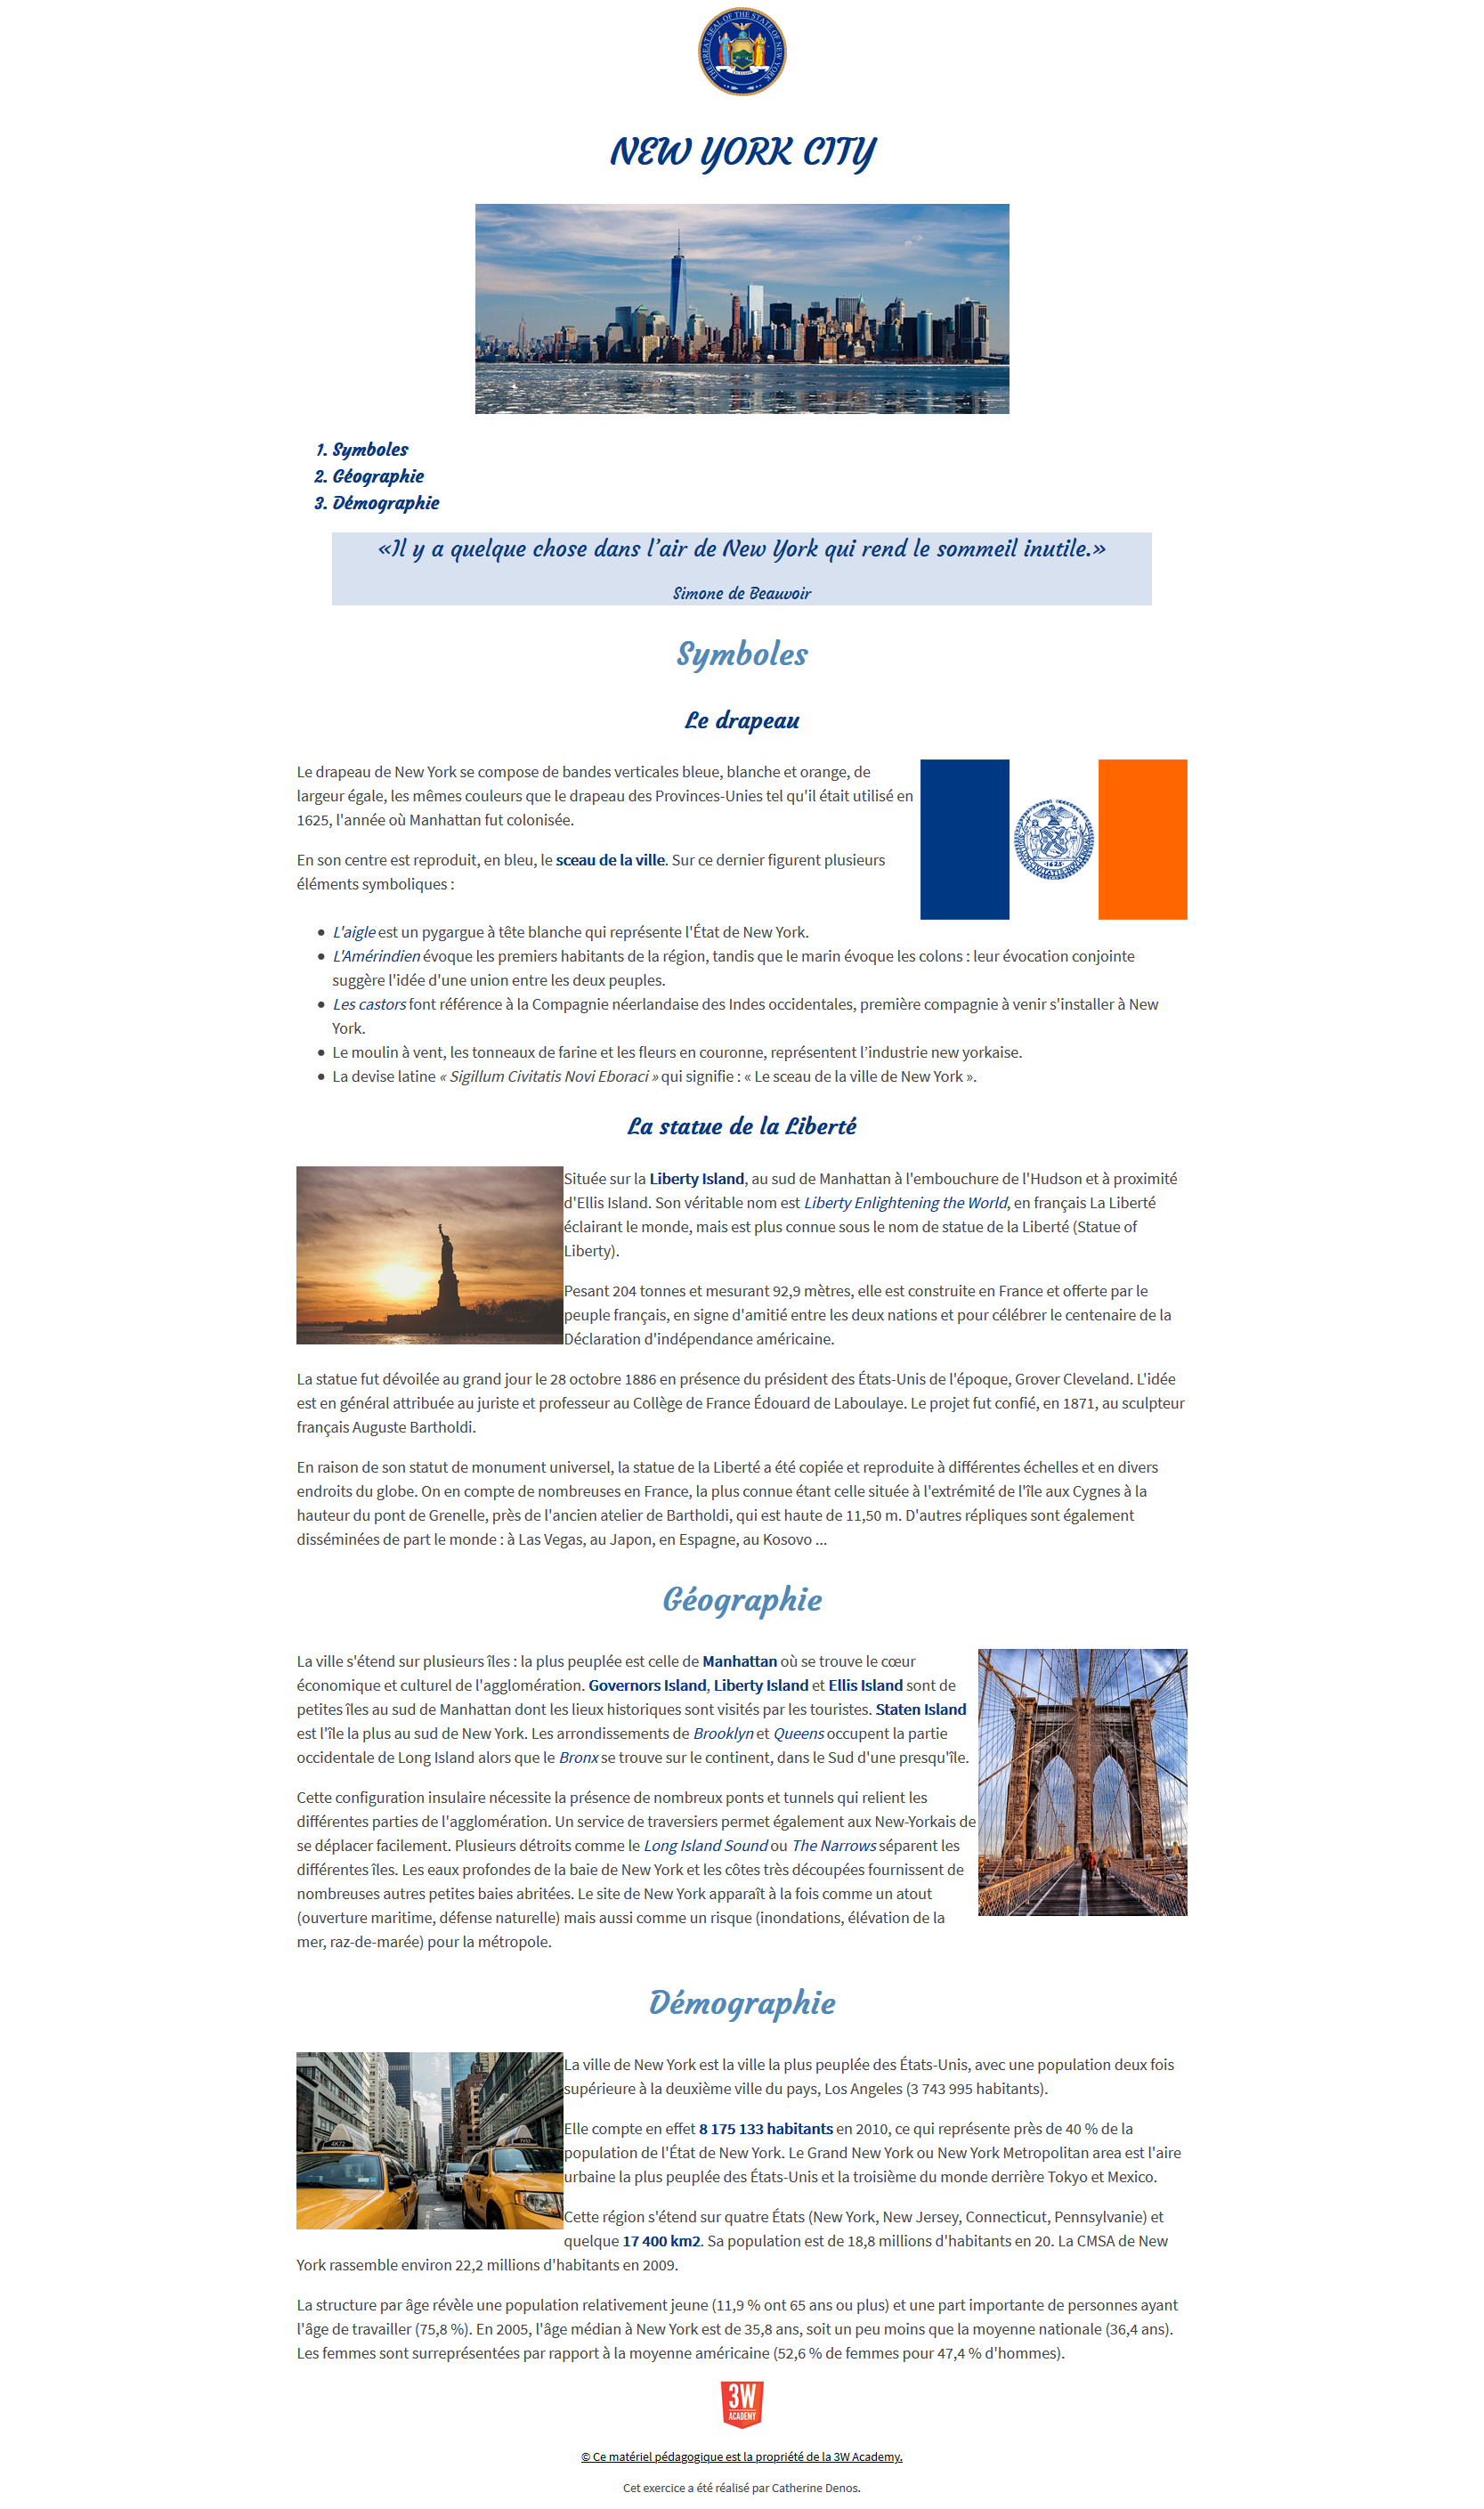 THE GREAT SEAL OF THE STATE OF NEW YORK
NEW YORK CITY
1. Symboles
2. Géographie
3. Démographie
«Il y a quelque chose dans l’air de New York qui rend le sommeil inutile.»
Simone de Beauvoir
Symboles
Le drapeau
Le drapeau de New York se compose de bandes verticales bleue, blanche et orange, de
largeur égale, les mêmes couleurs que le drapeau des Provinces-Unies tel qu'il était utilisé en
1625, l'année où Manhattan fut colonisée.
En son centre est reproduit, en bleu, le sceau de la ville. Sur ce dernier figurent plusieurs
éléments symboliques :
• L'aigle est un pygargue à tête blanche qui représente l'État de New York.
• L'Amérindien évoque les premiers habitants de la région, tandis que le marin évoque les colons : leur évocation conjointe
suggère l'idée d'une union entre les deux peuples.
• Les castors font référence à la Compagnie néerlandaise des Indes occidentales, première compagnie à venir s'installer à New
York.
• Le moulin à vent, les tonneaux de farine et les fleurs en couronne, représentent l’industrie new yorkaise.
• La devise latine « Sigillum Civitatis Novi Eboraci » qui signifie : « Le sceau de la ville de New York ».
La statue de la Liberté
Située sur la Liberty Island, au sud de Manhattan à l'embouchure de l'Hudson et à proximité
d'Ellis Island. Son véritable nom est Liberty Enlightening the World, en français La Liberté
éclairant le monde, mais est plus connue sous le nom de statue de la Liberté (Statue of
Liberty).
Pesant 204 tonnes et mesurant 92,9 mètres, elle est construite en France et offerte par le
peuple français, en signe d'amitié entre les deux nations et pour célébrer le centenaire de la
Déclaration d'indépendance américaine.
La statue fut dévoilée au grand jour le 28 octobre 1886 en présence du président des États-Unis de l'époque, Grover Cleveland. L'idée
est en général attribuée au juriste et professeur au Collège de France Édouard de Laboulaye. Le projet fut confié, en 1871, au sculpteur
français Auguste Bartholdi.
En raison de son statut de monument universel, la statue de la Liberté a été copiée et reproduite à différentes échelles et en divers
endroits du globe. On en compte de nombreuses en France, la plus connue étant celle située à l'extrémité de l'île aux Cygnes à la
hauteur du pont de Grenelle, près de l'ancien atelier de Bartholdi, qui est haute de 11,50 m. D'autres répliques sont également
disséminées de part le monde : à Las Vegas, au Japon, en Espagne, au Kosovo ...
Géographie
La ville s'étend sur plusieurs îles : la plus peuplée est celle de Manhattan où se trouve le cœur
économique et culturel de l'agglomération. Governors Island, Liberty Island et Ellis Island sont de
petites îles au sud de Manhattan dont les lieux historiques sont visités par les touristes. Staten Island
est l'île la plus au sud de New York. Les arrondissements de Brooklyn et Queens occupent la partie
occidentale de Long Island alors que le Bronx se trouve sur le continent, dans le Sud d'une presqu'île.
Cette configuration insulaire nécessite la présence de nombreux ponts et tunnels qui relient les
différentes parties de l'agglomération. Un service de traversiers permet également aux New-Yorkais de
se déplacer facilement. Plusieurs détroits comme le Long Island Sound ou The Narrows séparent les
différentes îles. Les eaux profondes de la baie de New York et les côtes très découpées fournissent de
nombreuses autres petites baies abritées. Le site de New York apparaît à la fois comme un atout
(ouverture maritime, défense naturelle) mais aussi comme un risque (inondations, élévation de la
mer, raz-de-marée) pour la métropole.
Démographie
La ville de New York est la ville la plus peuplée des États-Unis, avec une population deux fois
supérieure à la deuxième ville du pays, Los Angeles (3 743 995 habitants).
Elle compte en effet 8 175 133 habitants en 2010, ce qui représente près de 40 % de la
population de l'État de New York. Le Grand New York ou New York Metropolitan area est l'aire
urbaine la plus peuplée des États-Unis et la troisième du monde derrière Tokyo et Mexico.
Cette région s'étend sur quatre États (New York, New Jersey, Connecticut, Pennsylvanie) et
quelque 17 400 km2. Sa population est de 18,8 millions d'habitants en 20. La CMSA de New
York rassemble environ 22,2 millions d'habitants en 2009.
La structure par âge révèle une population relativement jeune (11,9 % ont 65 ans ou plus) et une part importante de personnes ayant
l'âge de travailler (75,8 %). En 2005, l'âge médian à New York est de 35,8 ans, soit un peu moins que la moyenne nationale (36,4 ans).
Les femmes sont surreprésentées par rapport à la moyenne américaine (52,6 % de femmes pour 47,4 % d'hommes).
3W
ACADEMY
© Ce matériel pédagogique est la propriété de la 3W Academy.
Cet exercice a été réalisé par Catherine Denos.